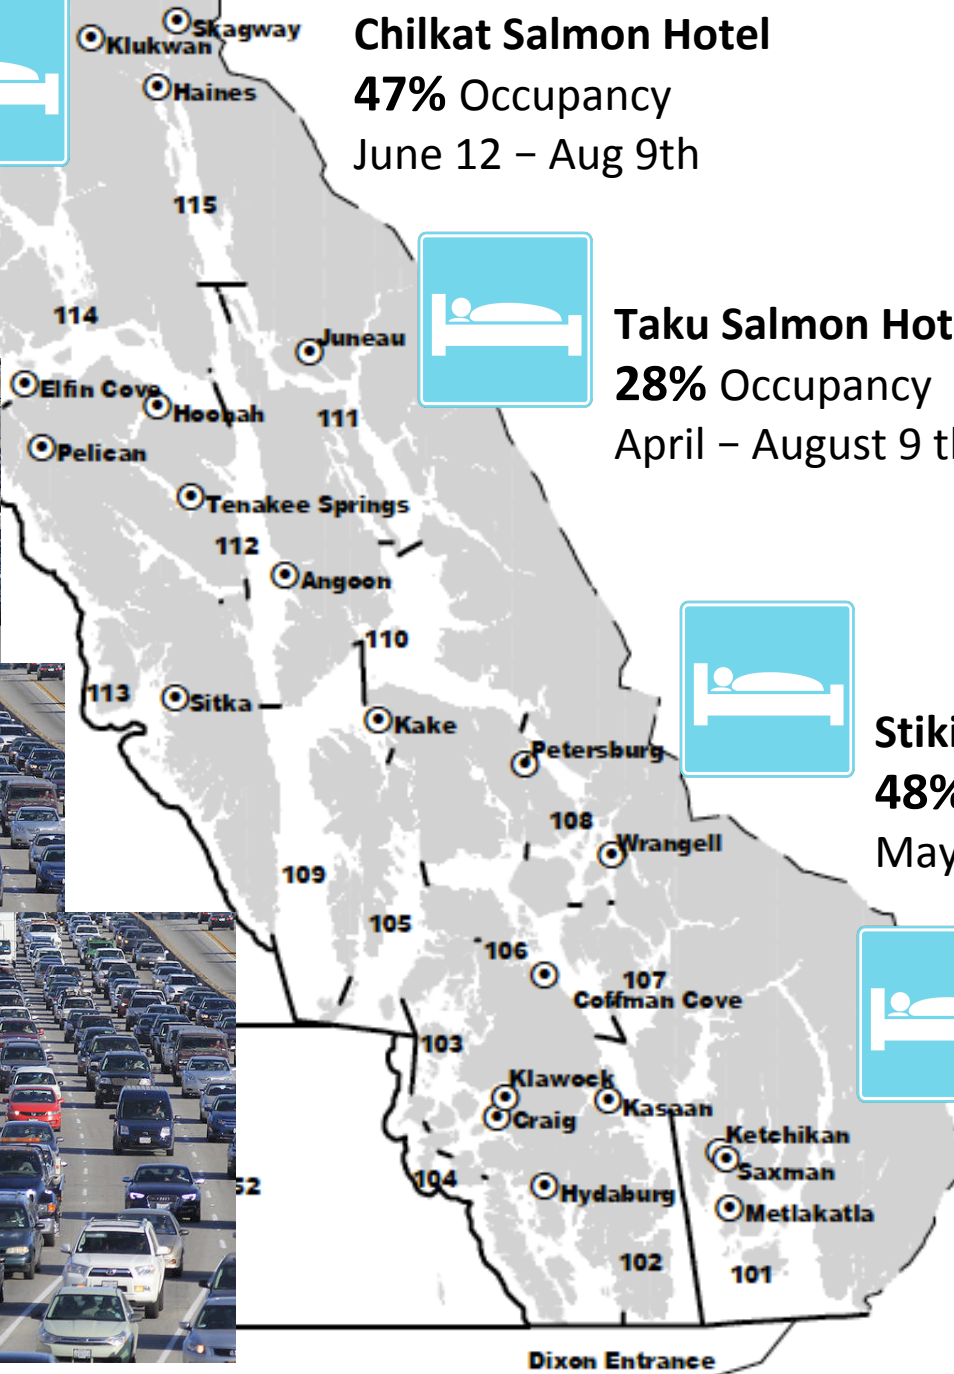 Chilkat Salmon Hotel
47% Occupancy
June 12 – Aug 9th
Skagway
Klukwan
Haines
115
114
Juneau
Taku Salmon Hot
28% Occupancy
April – August 9 th
Elfin Cove
Hoonah
111
Pelican
Tenakee Springs
112
Angoon
110
113
Sitka
Kake
Petersburg
Stiki
48%
May
108
Wrangell
109
105
106
107
Coffman Cove
103
Klawock
Kasaan
Craig
Ketchikan
Saxman
104
52
Hydaburg
Metlakatla
102
101
Dixon Entrance